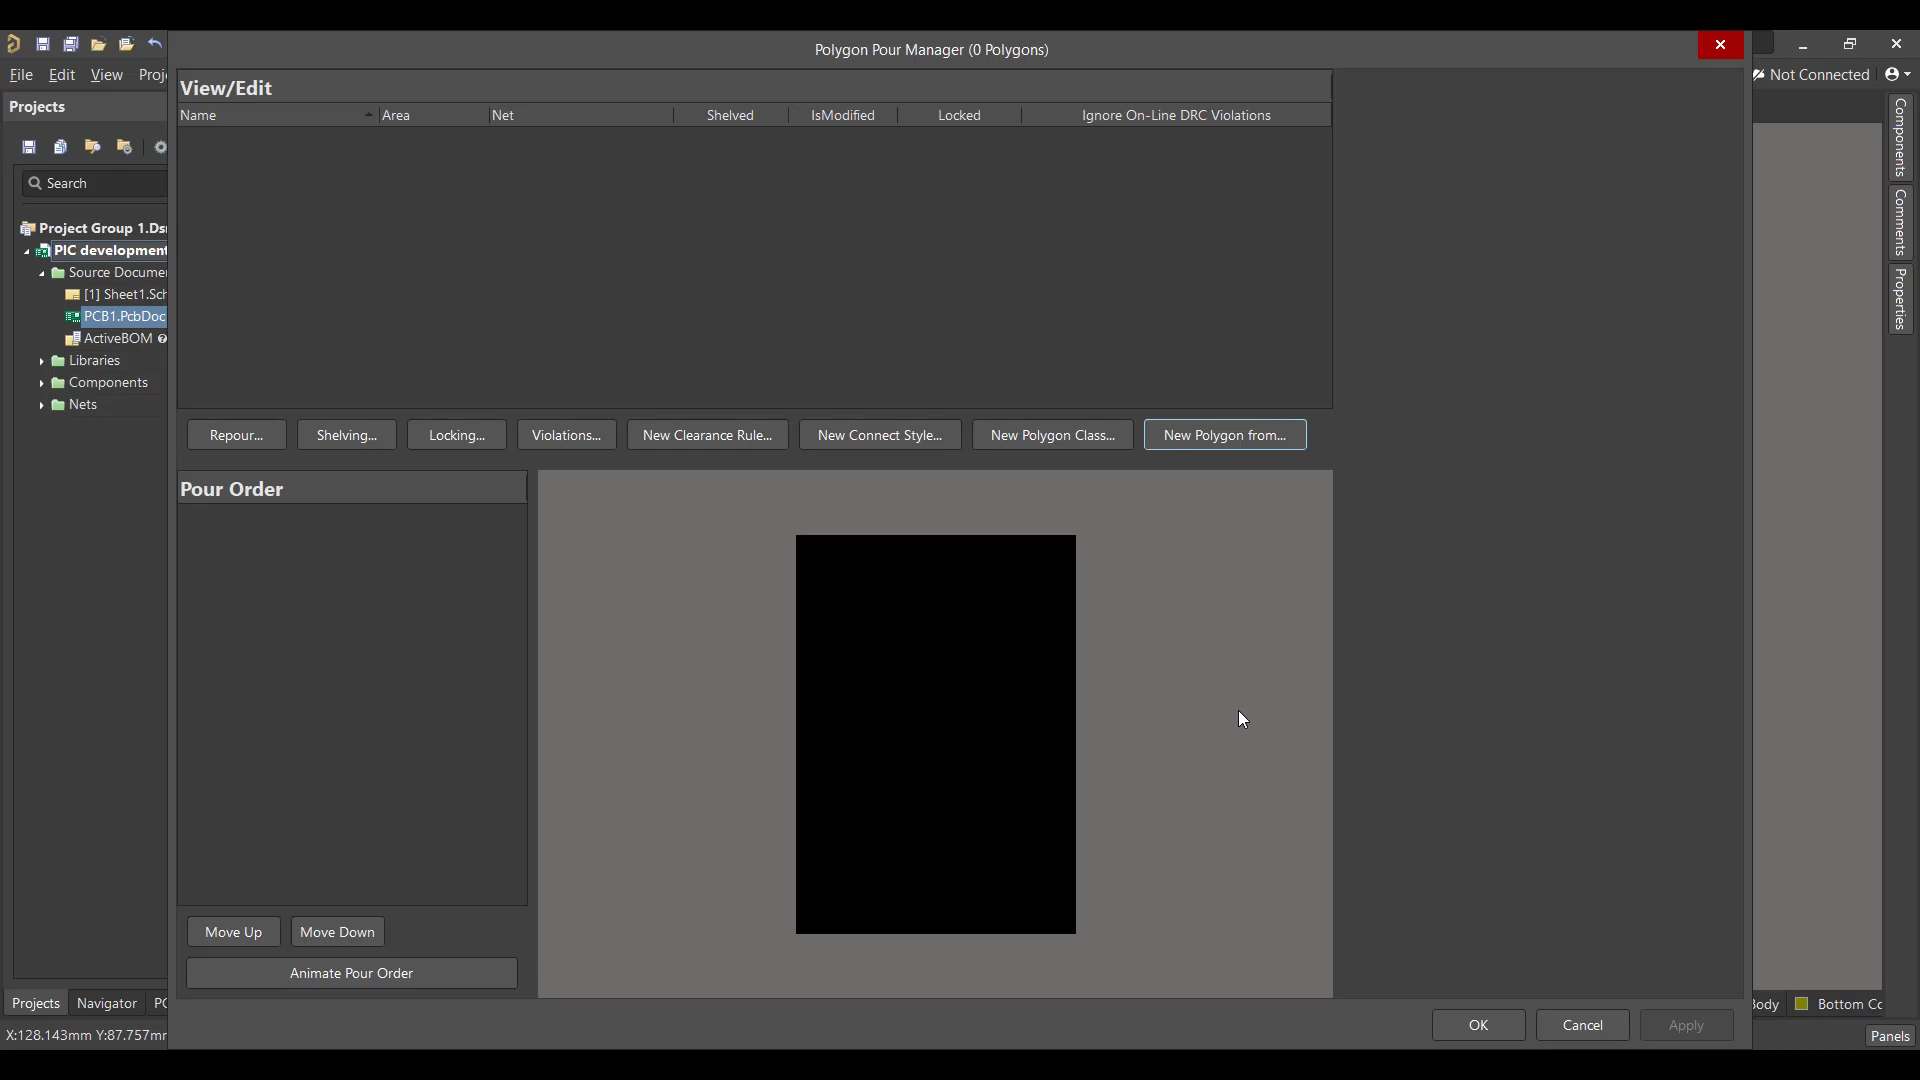 Polygon Pour Manager (0 Polygons)
File Edit View Proj
Not Connected
Projects
View/Edit
Name Area Net Shelved IsModified Locked Ignore On-Line DRC Violations
Components
Comments
Properties
Search
Project Group 1.Ds
PIC development
Source Documen
[1] Sheet1.Sch
PCB1.PcbDoc
ActiveBOM
Libraries
Components
Nets
Repour... Shelving... Locking... Violations... New Clearance Rule... New Connect Style... New Polygon Class... New Polygon from...
Pour Order
Move Up Move Down
Animate Pour Order
Projects Navigator PC
Body Bottom Co
OK Cancel Apply
X:128.143mm Y:87.757mm
Panels